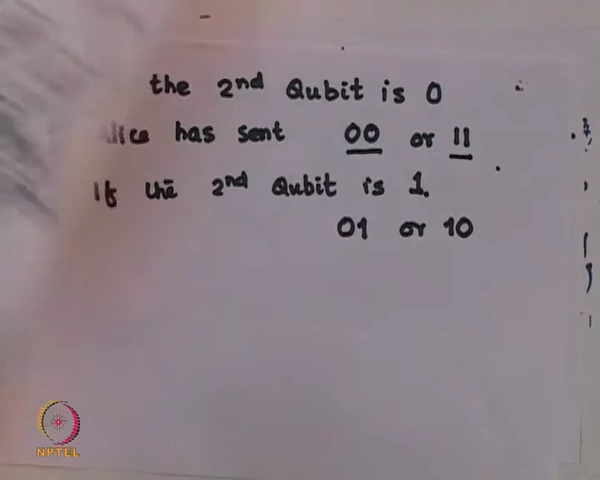 the 2nd Qubit is 0
has sent 00 or 11
If the 2nd Qubit is 1.
01 or 10
NPTEL